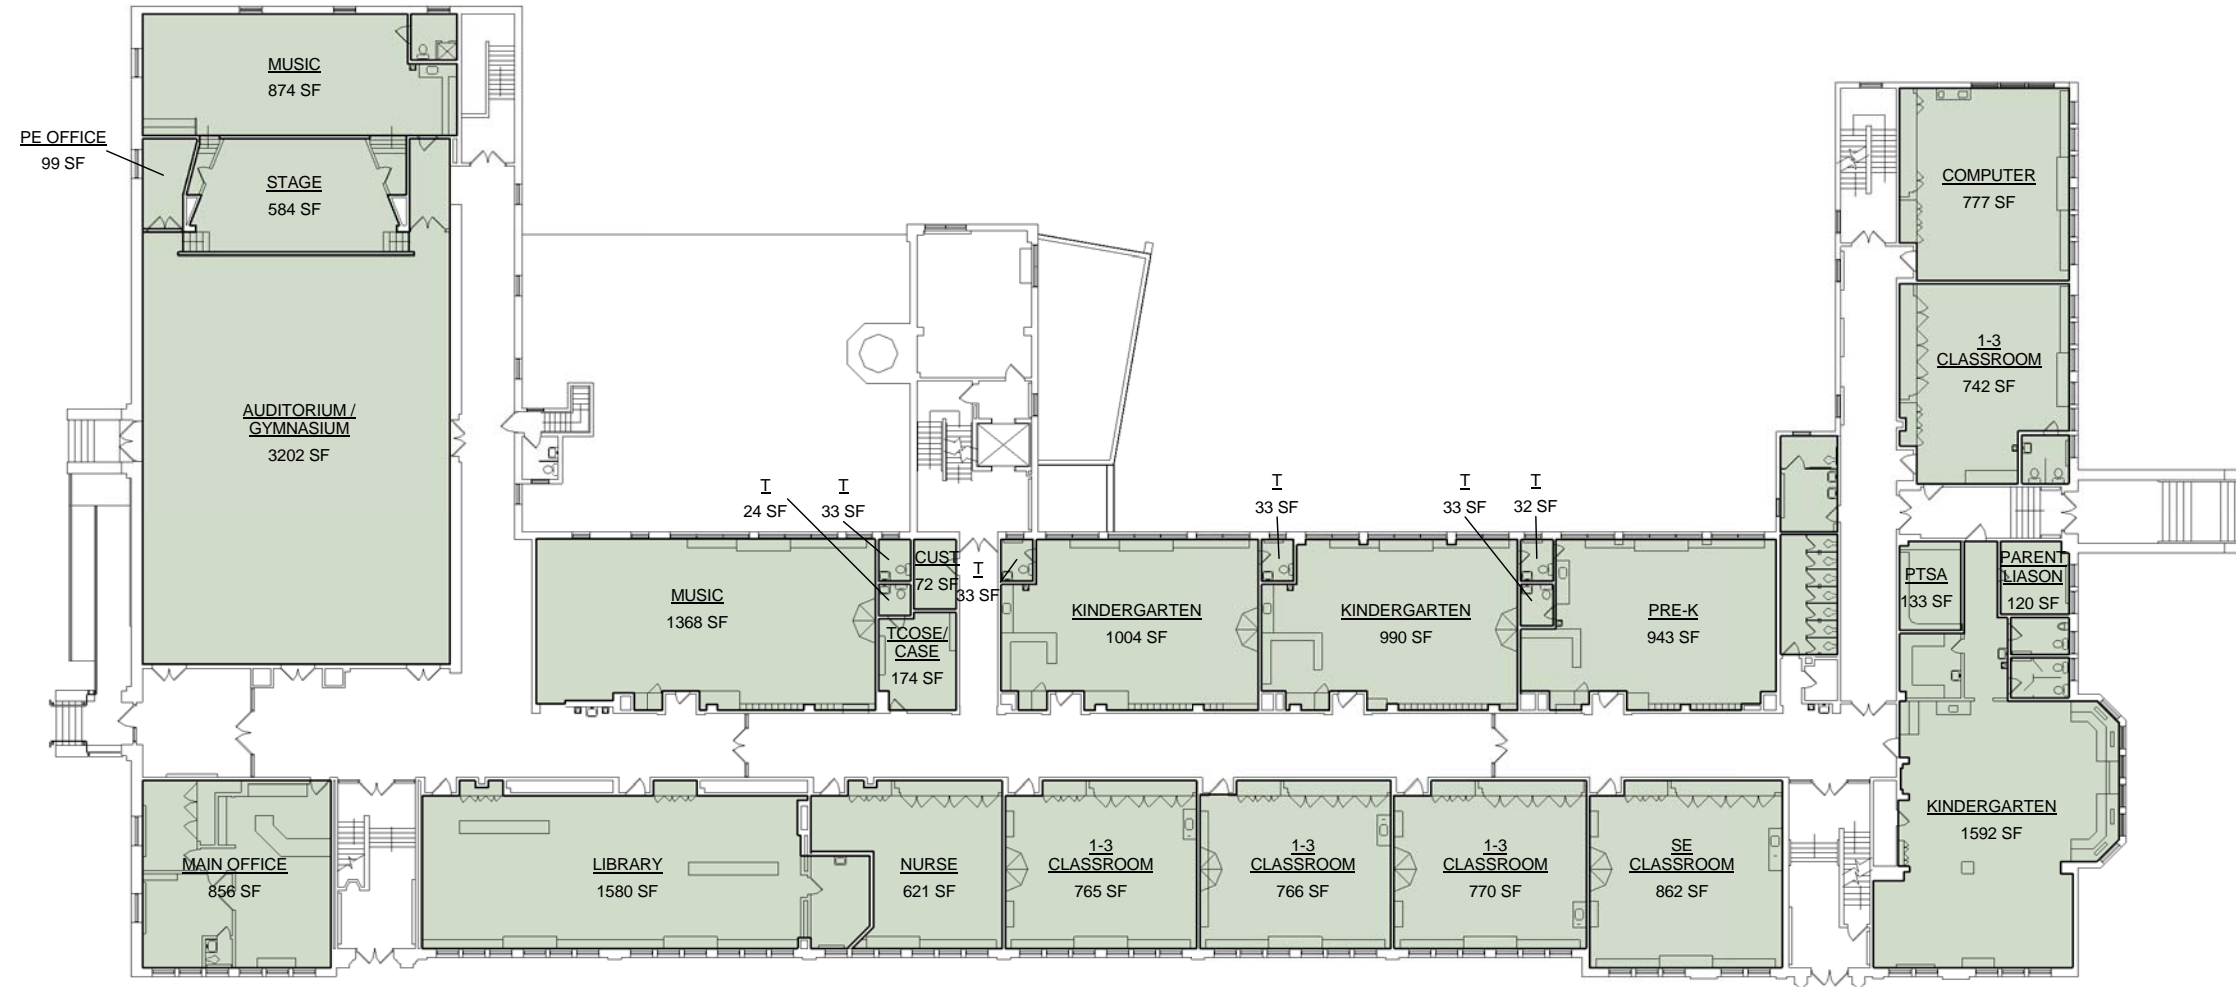 MUSIC
874 SF
PE OFFICE
99 SF
STAGE
584 SF
COMPUTER
777 SF
1-3
CLASSROOM
742 SF
AUDITORIUM /
GYMNASIUM
3202 SF
T
24 SF
T
33 SF
T
33 SF
T
33 SF
T
32 SF
CUST
72 SF
T
33 SF
MUSIC
1368 SF
TCOSE/
CASE
174 SF
KINDERGARTEN
1004 SF
KINDERGARTEN
990 SF
PRE-K
943 SF
PTSA
133 SF
PARENT
LIASON
120 SF
MAIN OFFICE
856 SF
LIBRARY
1580 SF
NURSE
621 SF
1-3
CLASSROOM
765 SF
1-3
CLASSROOM
766 SF
1-3
CLASSROOM
770 SF
SE
CLASSROOM
862 SF
KINDERGARTEN
1592 SF